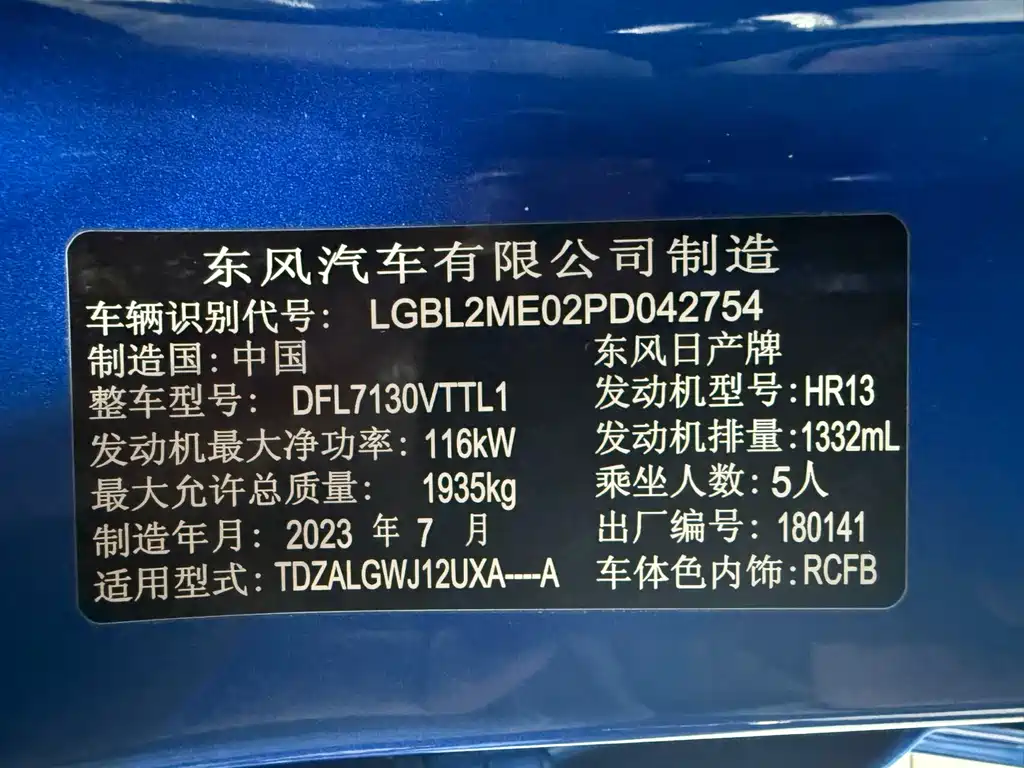 东风汽车有限公司制造
车辆识别代号: LGBL2ME02PD042754
制造国: 中国 东风日产牌
整车型号: DFL7130VTTL1 发动机型号:HR13
发动机最大净功率: 116kW 发动机排量:1332mL
最大允许总质量: 1935kg 乘坐人数: 5人
制造年月: 2023 年 7 月 出厂编号: 180141
适用型式: TDZALGWJ12UXA----A 车体色内饰:RCFB